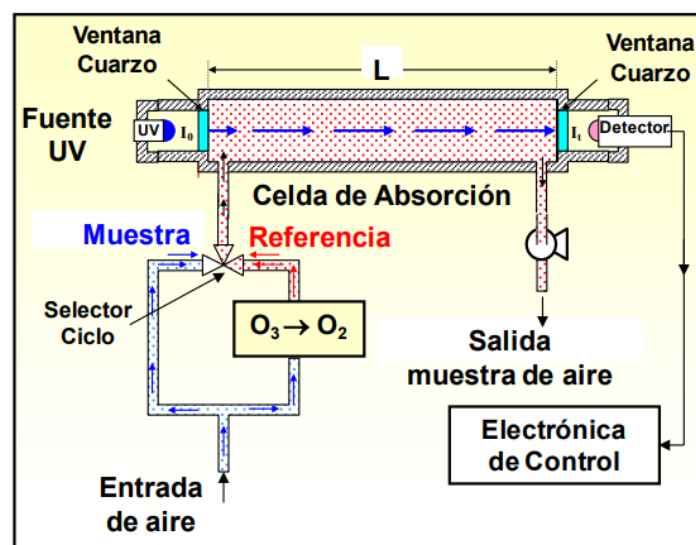 Ventana
Cuarzo
L
Ventana
Cuarzo
Fuente
UV
UV
I₀
Iₜ
Detector
Celda de Absorción
Muestra
Referencia
Selector
Ciclo
O₃ → O₂
Salida
muestra de aire
Electrónica
de Control
Entrada
de aire